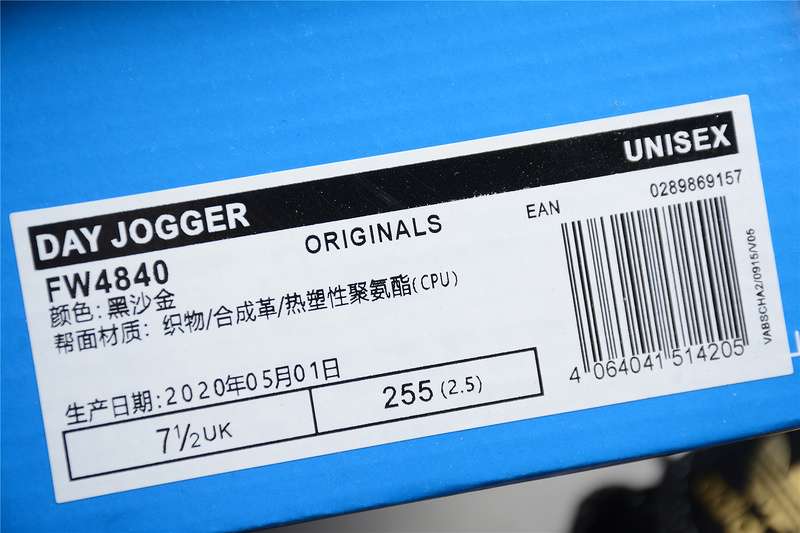 DAY JOGGER UNISEX
FW4840 ORIGINALS EAN 0289869157
颜色: 黑沙金
帮面材质: 织物/合成革/热塑性聚氨酯(CPU)
生产日期: 2020年05月01日
7½UK 255 (2.5)
4 064041 514205
VABSCHA2/0915/V05